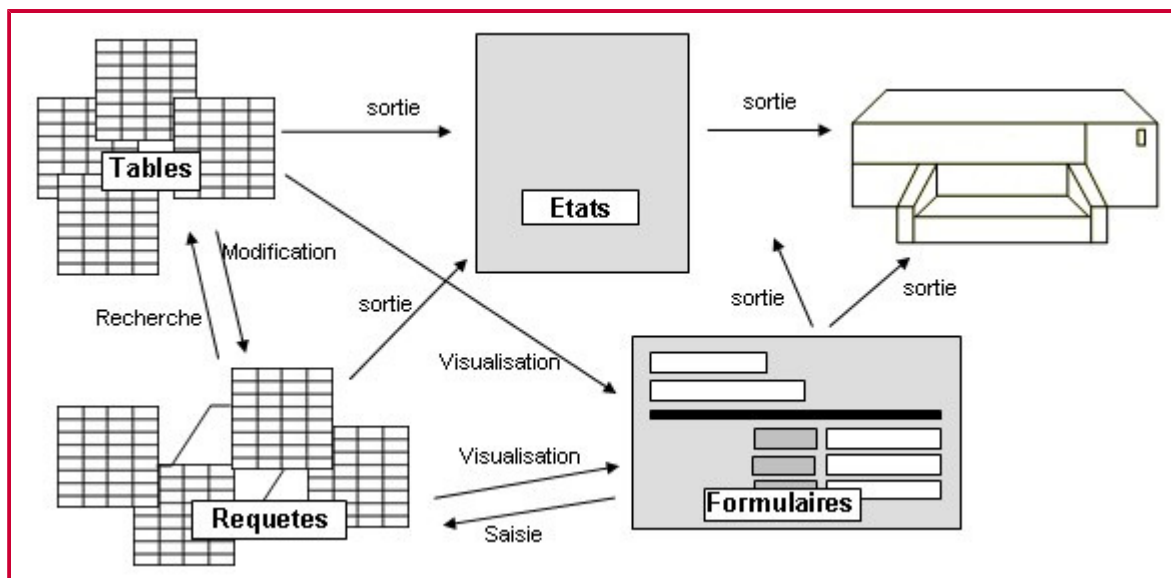 sortie
sortie
Tables
Etats
Modification
sortie
Recherche
sortie
sortie
Visualisation
Visualisation
Formulaires
Requetes
Saisie